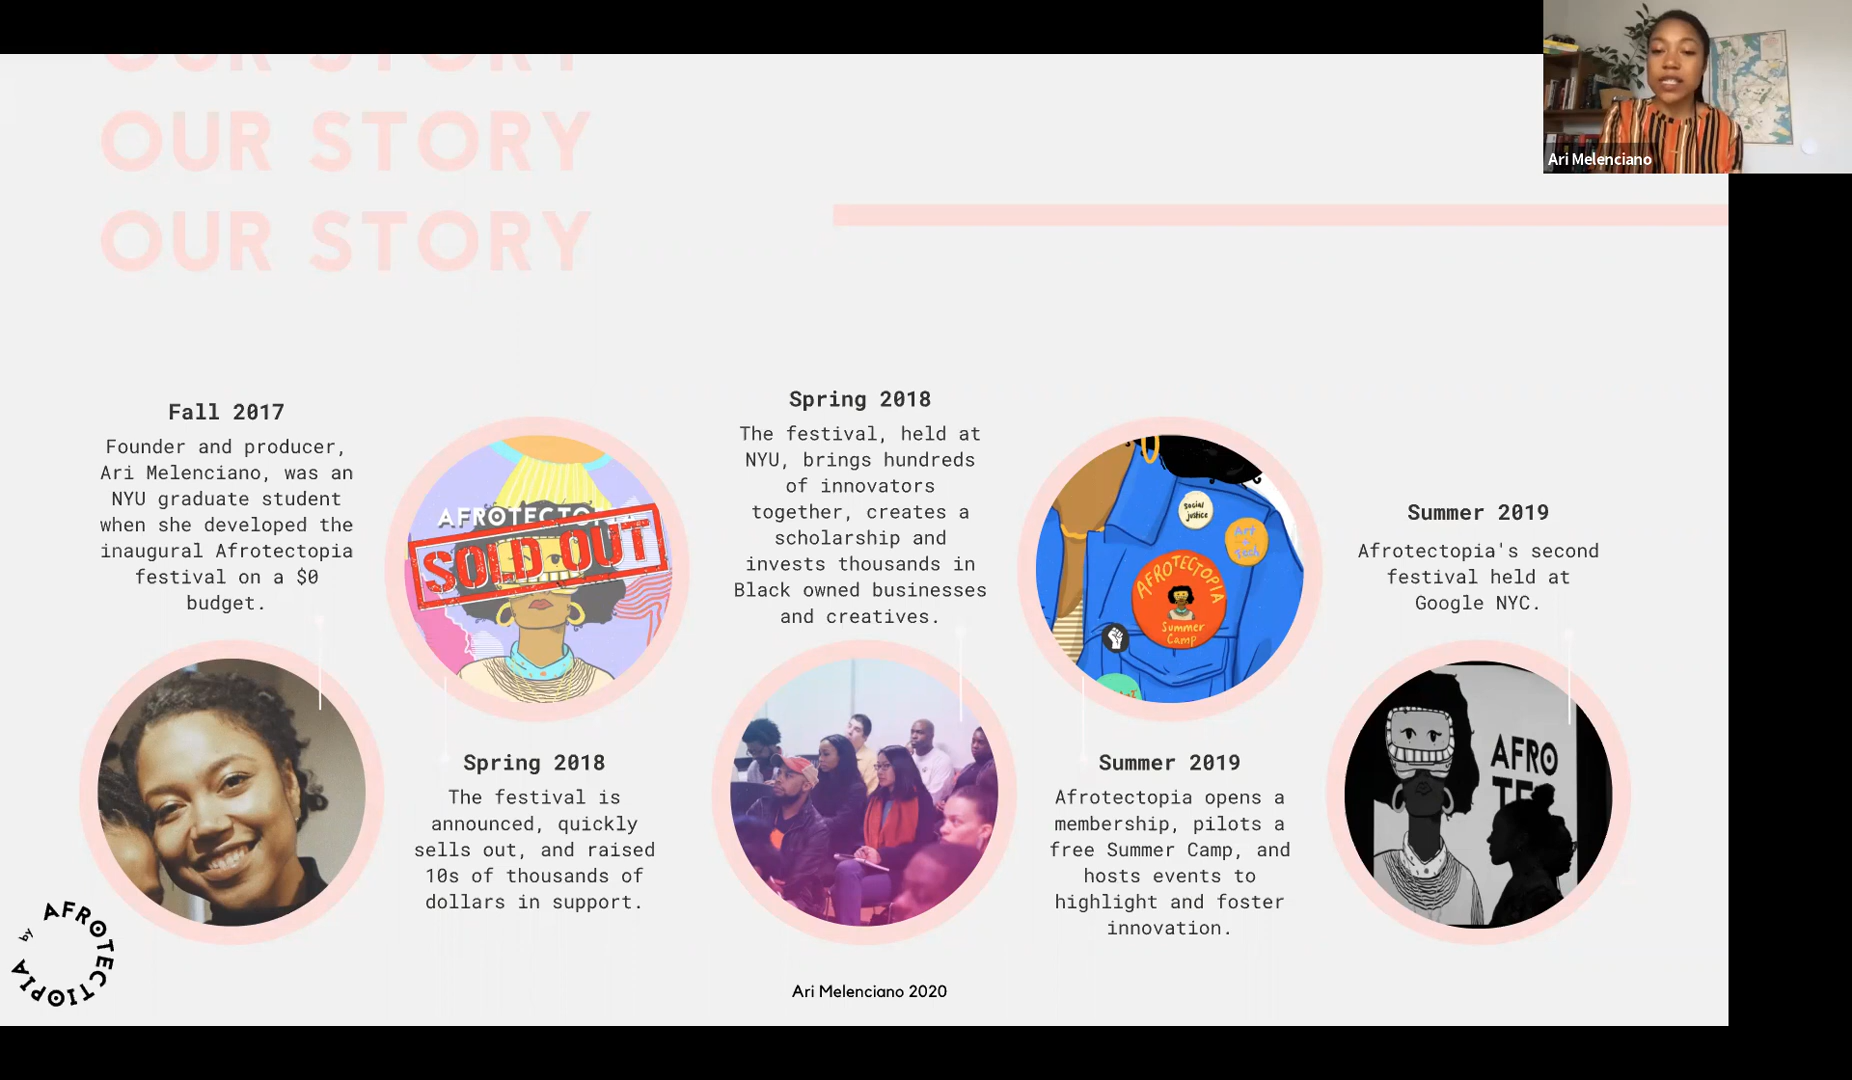 OUR STORY
OUR STORY
OUR STORY
Ari Melenciano
Fall 2017
Founder and producer,
Ari Melenciano, was an
NYU graduate student
when she developed the
inaugural Afrotectopia
festival on a $0
budget.
AFROTECTO
SOLD OUT
Spring 2018
The festival is
announced, quickly
sells out, and raised
10s of thousands of
dollars in support.
Spring 2018
The festival, held at
NYU, brings hundreds
of innovators
together, creates a
scholarship and
invests thousands in
Black owned businesses
and creatives.
social
justice
Art
+
Tech
AFROTECTOPIA
Summer
Camp
Summer 2019
Afrotectopia opens a
membership, pilots a
free Summer Camp, and
hosts events to
highlight and foster
innovation.
Summer 2019
Afrotectopia's second
festival held at
Google NYC.
AFRO
TE
by AFROTECTIOPIA
Ari Melenciano 2020